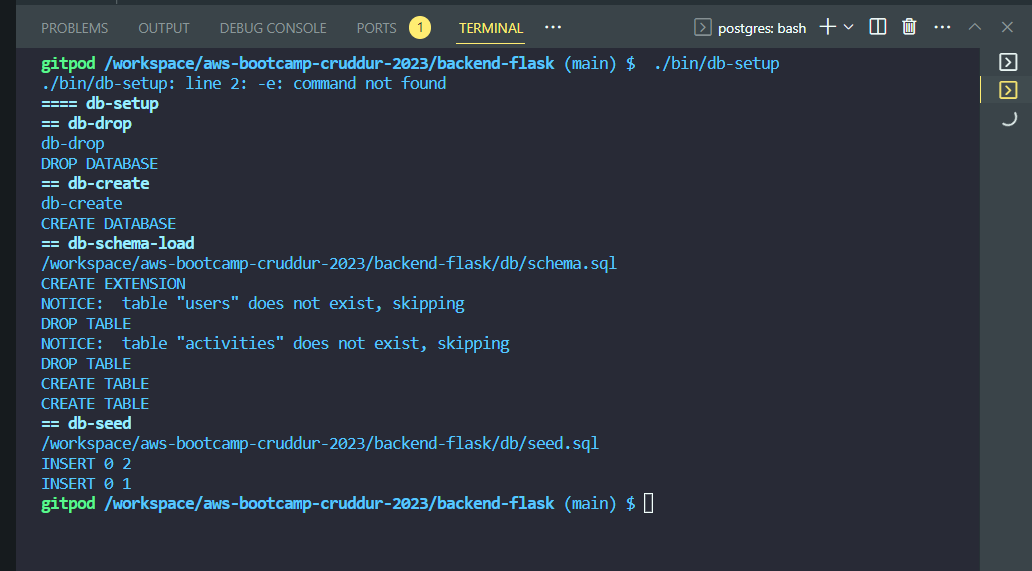 PROBLEMS OUTPUT DEBUG CONSOLE PORTS 1 TERMINAL ··· postgres: bash ···
gitpod /workspace/aws-bootcamp-cruddur-2023/backend-flask (main) $ ./bin/db-setup
./bin/db-setup: line 2: -e: command not found
==== db-setup
== db-drop
db-drop
DROP DATABASE
== db-create
db-create
CREATE DATABASE
== db-schema-load
/workspace/aws-bootcamp-cruddur-2023/backend-flask/db/schema.sql
CREATE EXTENSION
NOTICE:  table "users" does not exist, skipping
DROP TABLE
NOTICE:  table "activities" does not exist, skipping
DROP TABLE
CREATE TABLE
CREATE TABLE
== db-seed
/workspace/aws-bootcamp-cruddur-2023/backend-flask/db/seed.sql
INSERT 0 2
INSERT 0 1
gitpod /workspace/aws-bootcamp-cruddur-2023/backend-flask (main) $